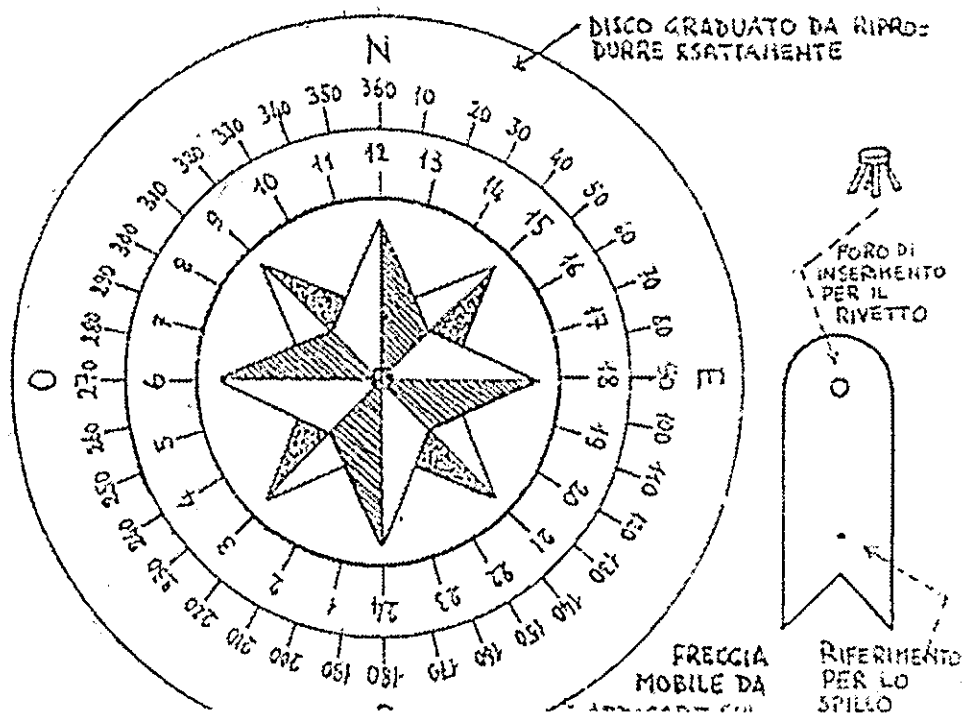 DISCO GRADUATO DA RIPRO=
DURRE ESATTAMENTE
N
360 10 20 30 40 50 60 70 80 90 100 110 120 130 140 150 160 170 180 190 200 210 220 230 240 250 260 270 280 290 300 310 320 330 340 350
12 13 14 15 16 17 18 19 20 21 22 23 24 1 2 3 4 5 6 7 8 9 10 11
O
E
FORO DI
INSERIMENTO
PER IL
RIVETTO
FRECCIA
MOBILE DA
RIFERIMENTO
PER LO
SPILLO